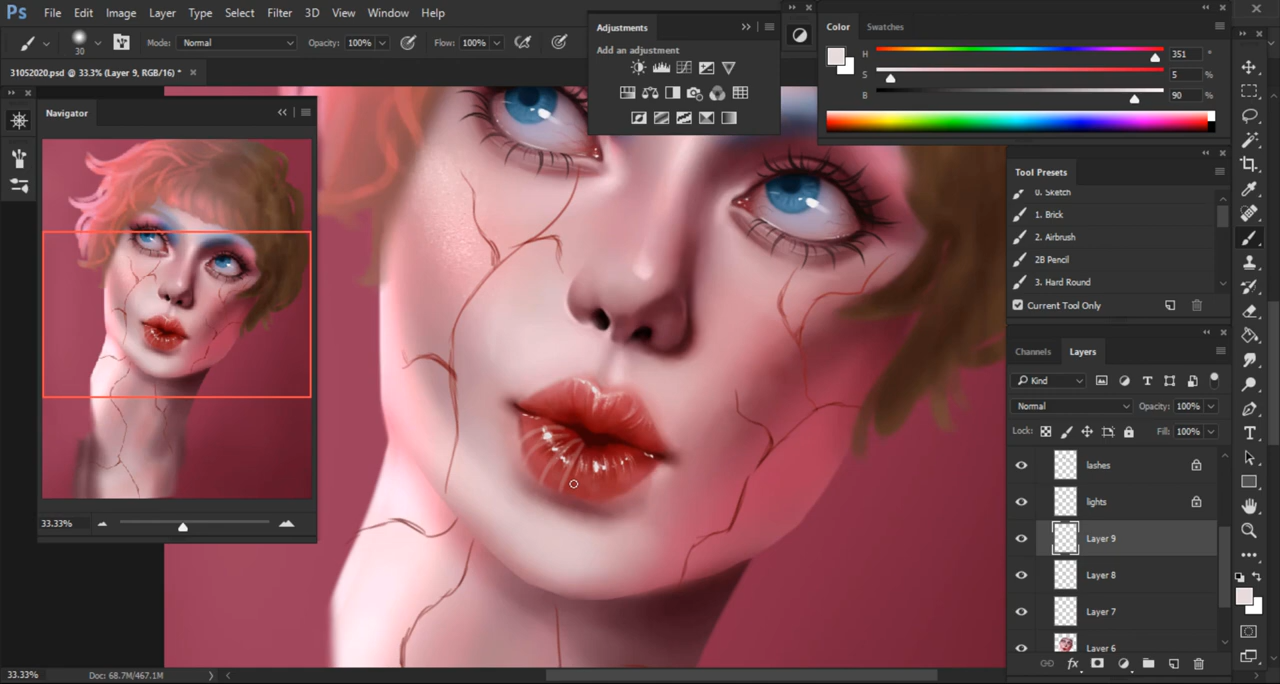 Ps File Edit Image Layer Type Select Filter 3D View Window Help
30 Mode: Normal Opacity: 100% Flow: 100%
31052020.psd @ 33.3% (Layer 9, RGB/16) *
Navigator
33.33%
Adjustments
Add an adjustment
Color Swatches
H 351 °
S 5 %
B 90 %
Tool Presets
0. Sketch
1. Brick
2. Airbrush
2B Pencil
3. Hard Round
Current Tool Only
Channels Layers
Kind
Normal Opacity: 100%
Lock: Fill: 100%
lashes
lights
Layer 9
Layer 8
Layer 7
Layer 6
fx
33.33% Doc: 68.7M/467.1M